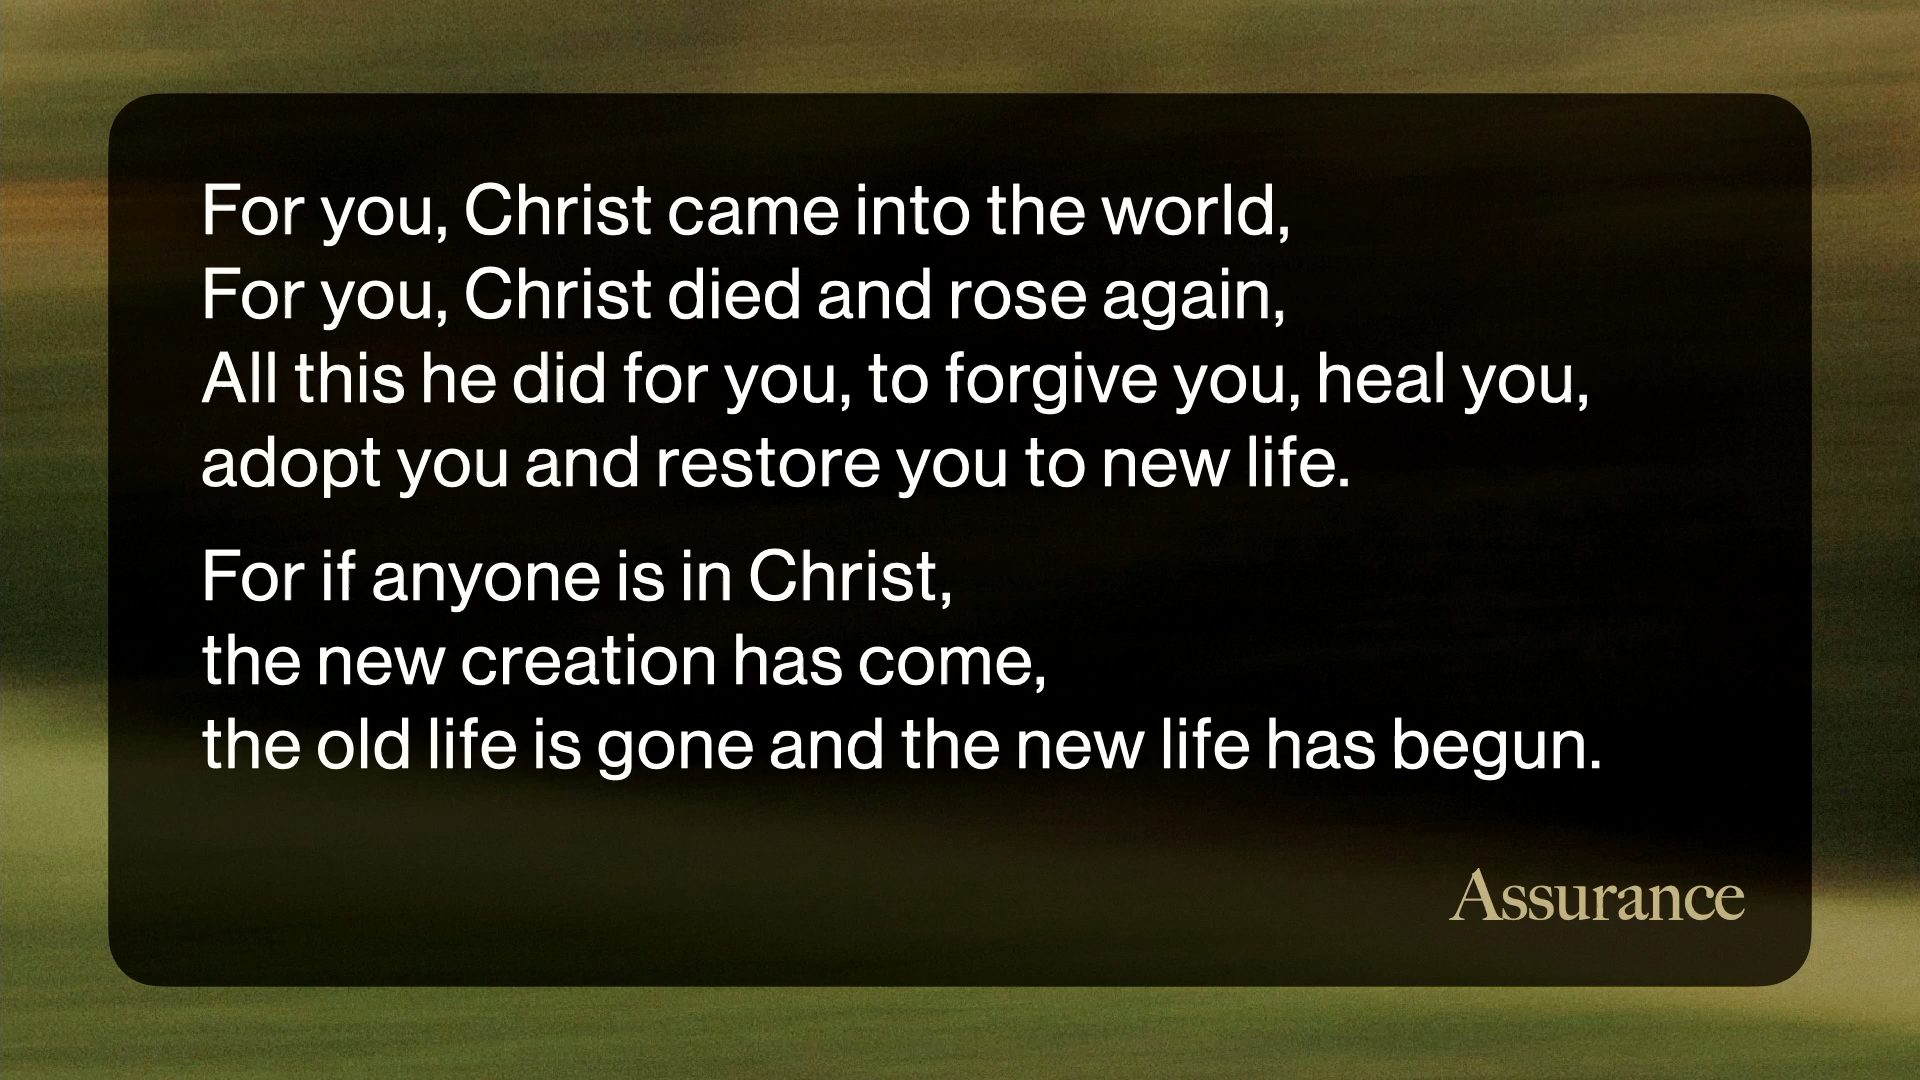 For you, Christ came into the world,
For you, Christ died and rose again,
All this he did for you, to forgive you, heal you,
adopt you and restore you to new life.
For if anyone is in Christ,
the new creation has come,
the old life is gone and the new life has begun.
Assurance